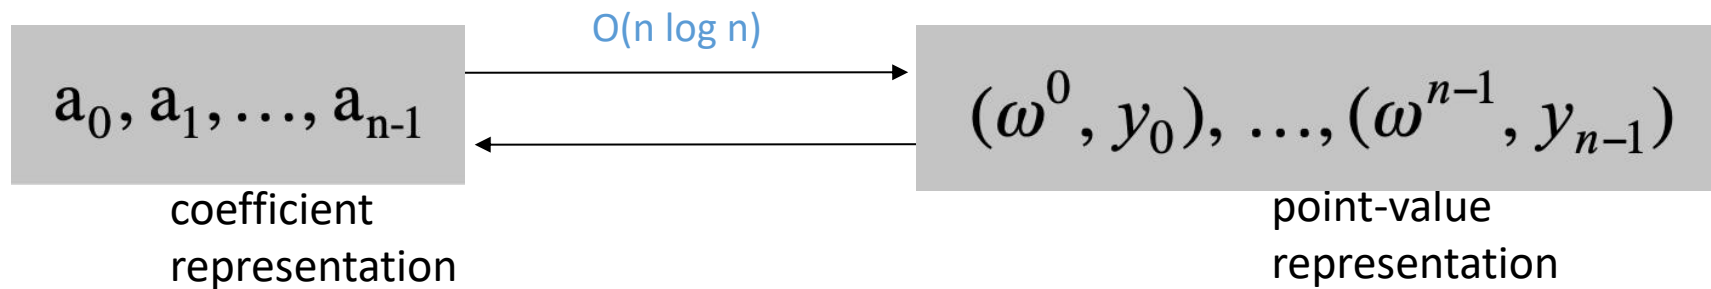 O(n log n)
a₀, a₁, …, aₙ₋₁
(ω⁰, y₀), …, (ωⁿ⁻¹, yₙ₋₁)
coefficient
representation
point-value
representation